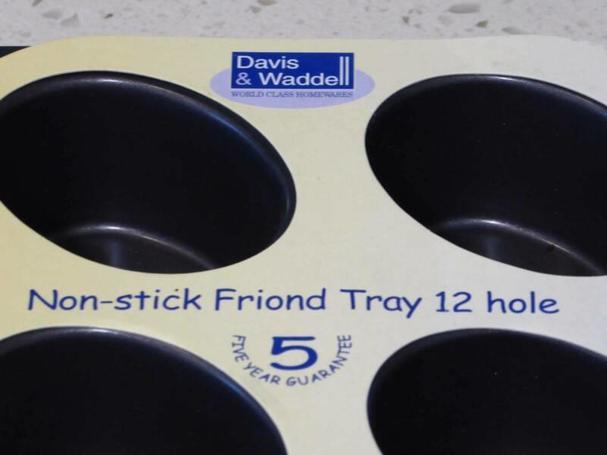 Davis
& Waddell
WORLD CLASS HOMEWARES
Non-stick Friond Tray 12 hole
5
FIVE YEAR GUARANTEE